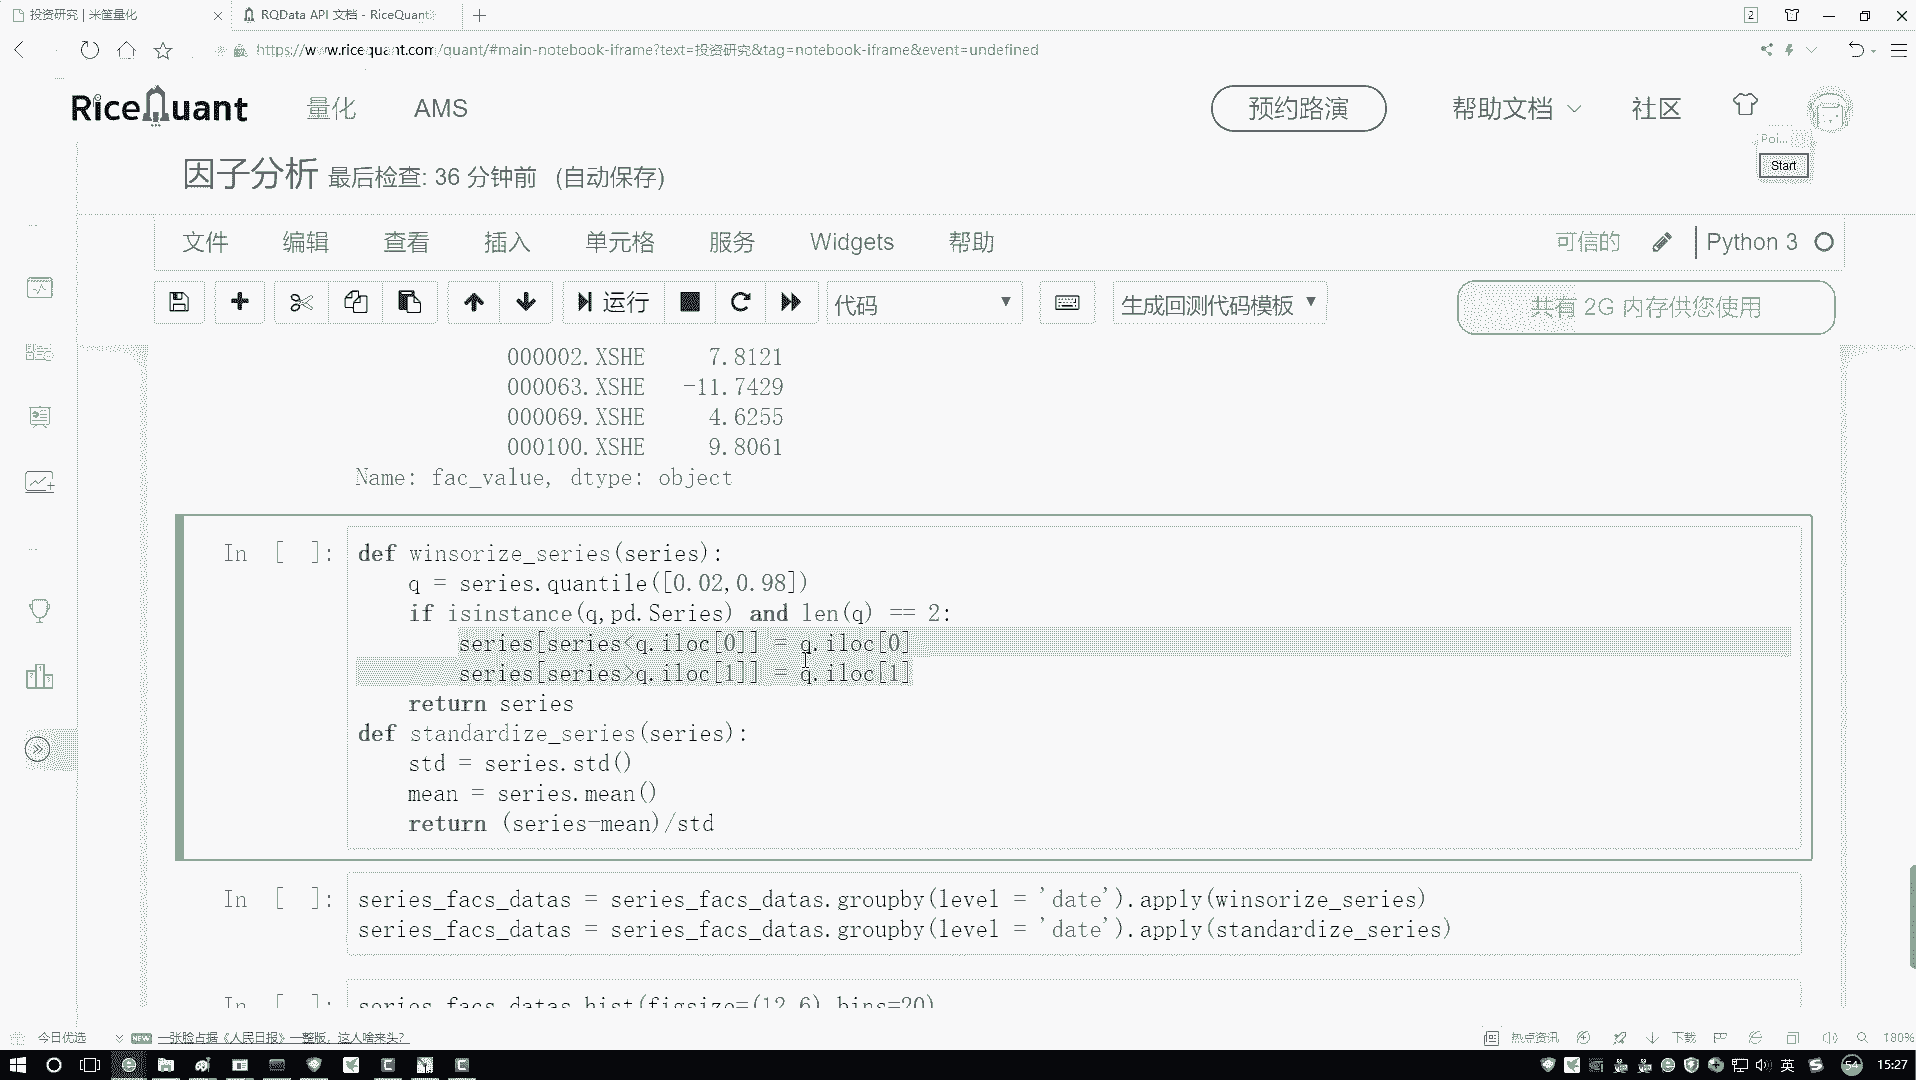 投资研究 | 米筐量化
RQData API 文档 - RiceQuant
2
https://www.ricequant.com/quant/#main-notebook-iframe?text=投资研究&tag=notebook-iframe&event=undefined
RiceQuant 量化 AMS 预约路演 帮助文档 社区
Poi...
Start
因子分析 最后检查: 36 分钟前 (自动保存)
文件 编辑 查看 插入 单元格 服务 Widgets 帮助 可信的 Python 3
运行 代码 生成回测代码模板 共有 2G 内存供您使用
000002.XSHE 7.8121
000063.XSHE -11.7429
000069.XSHE 4.6255
000100.XSHE 9.8061
Name: fac_value, dtype: object
In [ ]: def winsorize_series(series):
q = series.quantile([0.02,0.98])
if isinstance(q,pd.Series) and len(q) == 2:
series[series<q.iloc[0]] = q.iloc[0]
series[series>q.iloc[1]] = q.iloc[1]
return series
def standardize_series(series):
std = series.std()
mean = series.mean()
return (series-mean)/std
In [ ]: series_facs_datas = series_facs_datas.groupby(level = 'date').apply(winsorize_series)
series_facs_datas = series_facs_datas.groupby(level = 'date').apply(standardize_series)
In [ ]: series_facs_datas.hist(figsize=(12,6),bins=20)
今日优选 NEW 一张脸占据《人民日报》一整版，这人啥来头？ 热点资讯 下载 180%
英 54 15:27